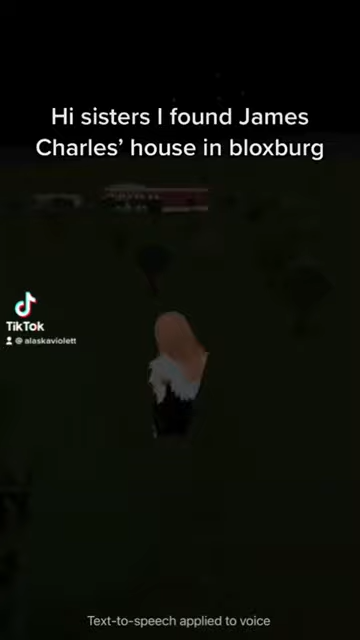 Hi sisters I found James
Charles’ house in bloxburg
TikTok
@alaskaviolett
Text-to-speech applied to voice